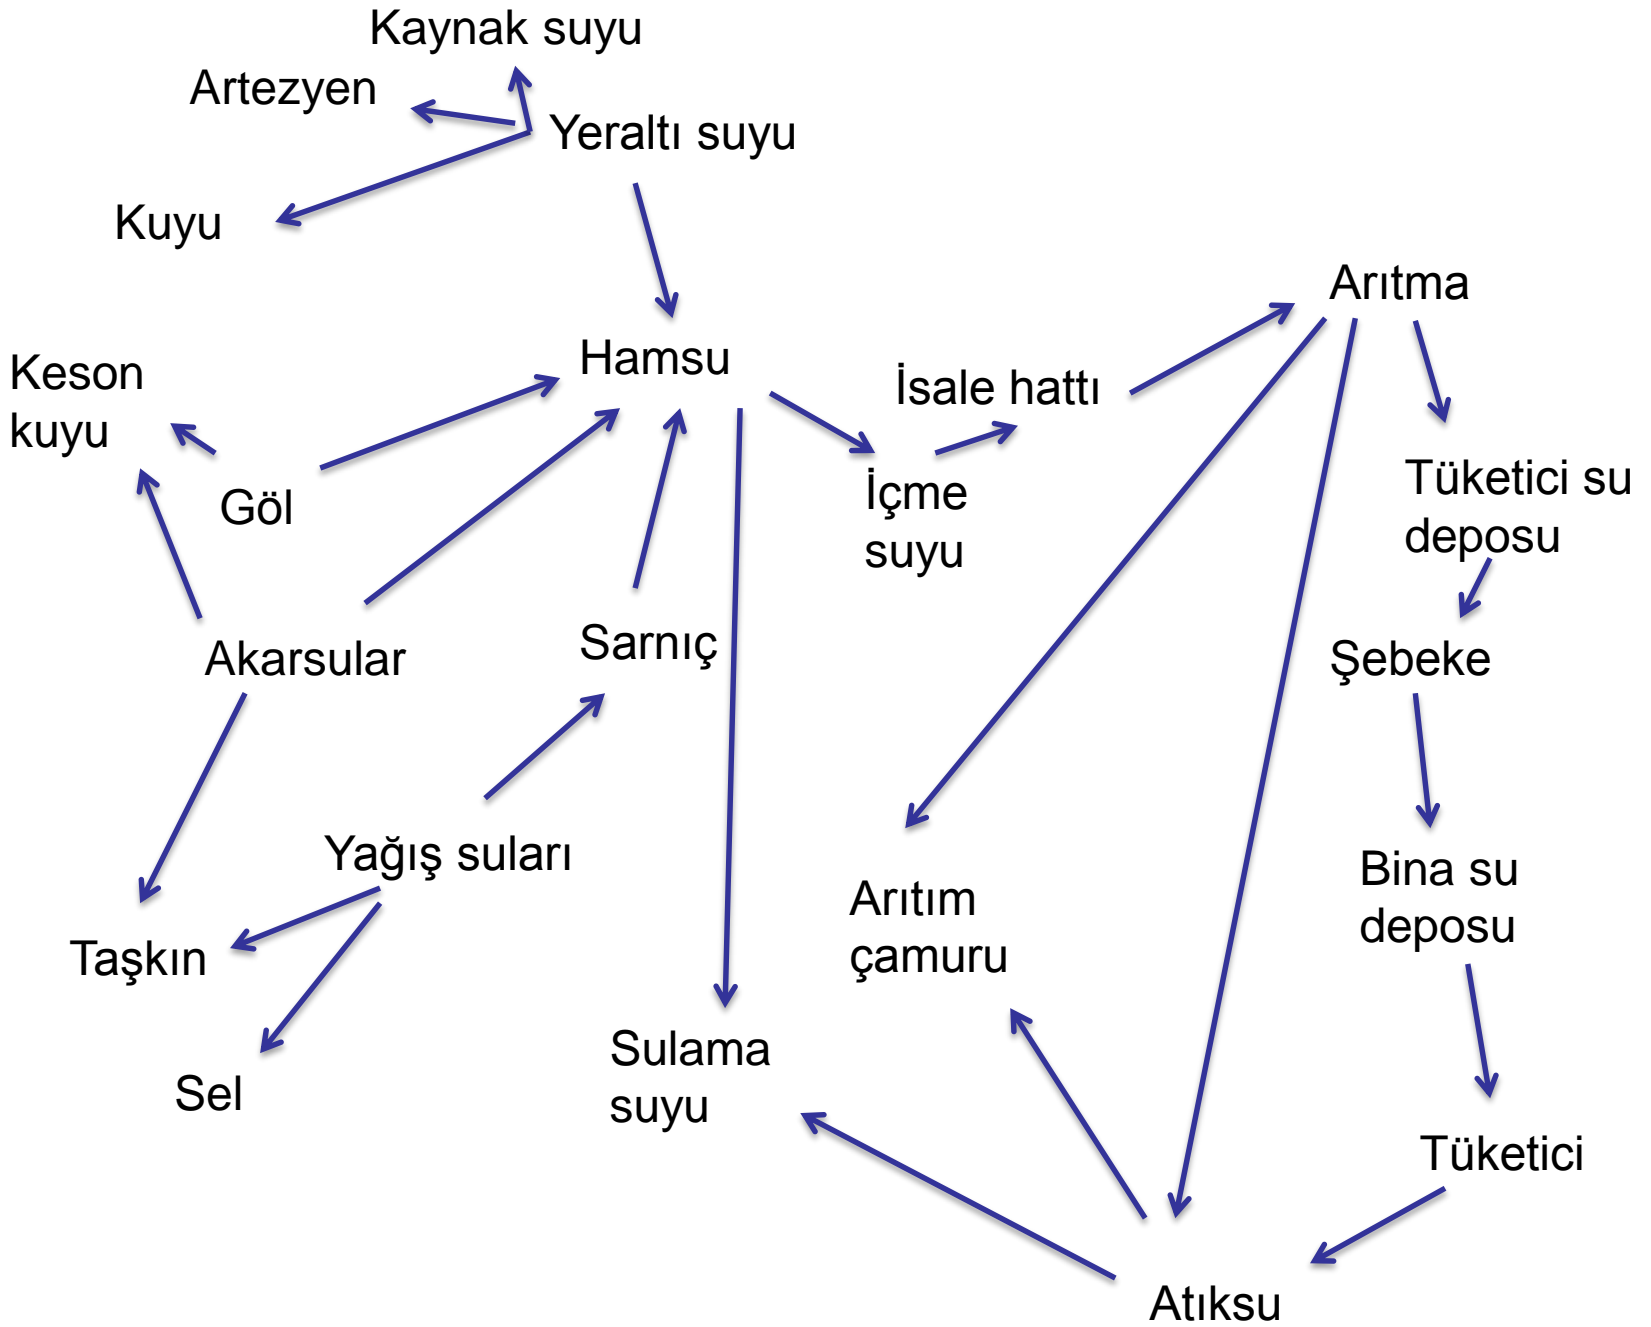 Kaynak suyu
Artezyen
Yeraltı suyu
Kuyu
Arıtma
Hamsu
Keson
kuyu
İsale hattı
Göl
İçme
suyu
Tüketici su
deposu
Akarsular
Sarnıç
Şebeke
Yağış suları
Bina su
deposu
Arıtım
çamuru
Taşkın
Sel
Sulama
suyu
Tüketici
Atıksu